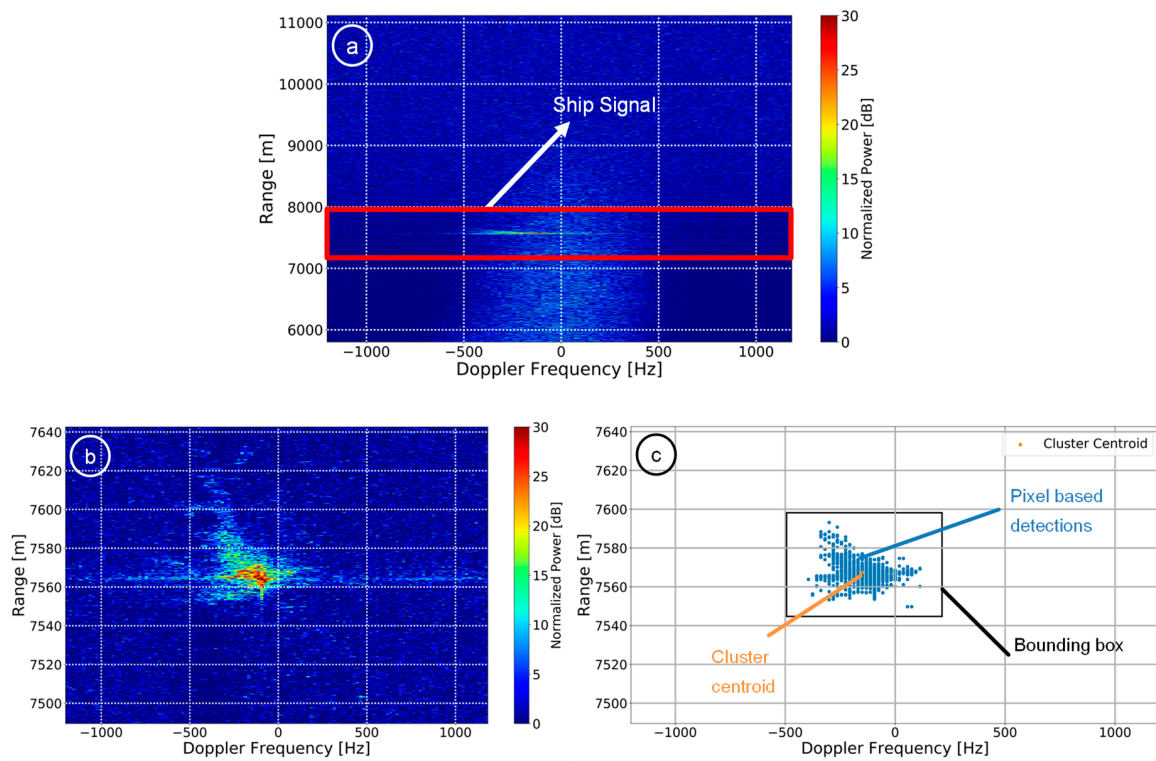 a
Ship Signal
11000
10000
9000
8000
7000
6000
Range [m]
−1000 −500 0 500 1000
Doppler Frequency [Hz]
30
25
20
15
10
5
0
Normalized Power [dB]
b
7640
7620
7600
7580
7560
7540
7520
7500
Range [m]
−1000 −500 0 500 1000
Doppler Frequency [Hz]
30
25
20
15
10
5
0
Normalized Power [dB]
c
Cluster Centroid
7640
7620
7600
7580
7560
7540
7520
7500
Range [m]
Pixel based
detections
Bounding box
Cluster
centroid
−1000 −500 0 500 1000
Doppler Frequency [Hz]